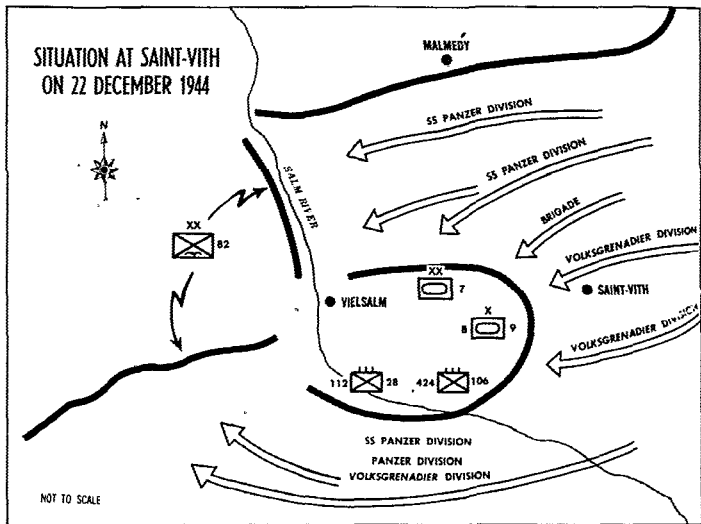 SITUATION AT SAINT-VITH
ON 22 DECEMBER 1944
MALMEDY
N
SS PANZER DIVISION
SS PANZER DIVISION
SALM RIVER
BRIGADE
XX
82
VOLKSGRENADIER DIVISION
XX
7
SAINT-VITH
VIELSALM
X
8 9
VOLKSGRENADIER DIVISION
112 28
424 106
SS PANZER DIVISION
PANZER DIVISION
VOLKSGRENADIER DIVISION
NOT TO SCALE